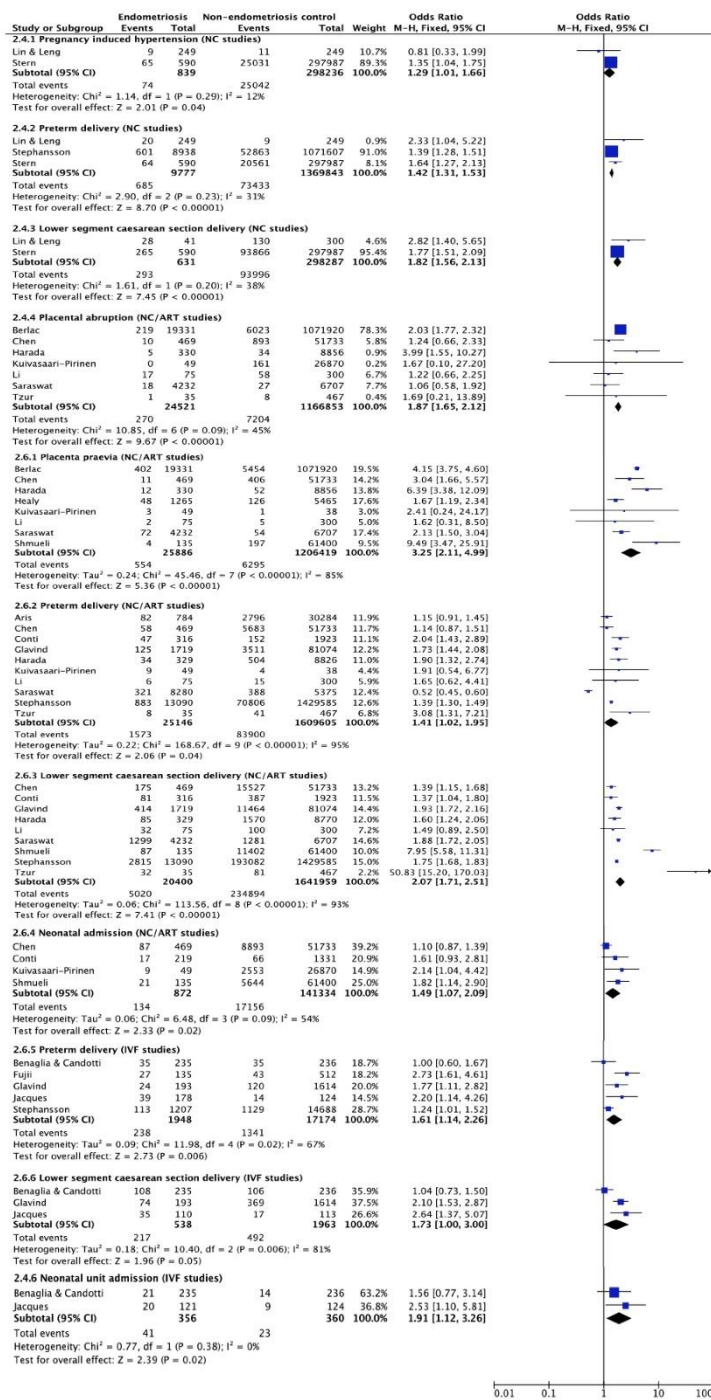 Endometriosis Non-endometriosis control Odds Ratio Odds Ratio
Study or Subgroup Events Total Events Total Weight M-H, Fixed, 95% CI M-H, Fixed, 95% CI
2.4.1 Pregnancy induced hypertension (NC studies)
Lin & Leng 9 249 11 249 10.7% 0.81 [0.33, 1.99]
Stern 65 590 25031 297987 89.3% 1.35 [1.04, 1.75]
Subtotal (95% CI) 839 298236 100.0% 1.29 [1.01, 1.66]
Total events 74 25042
Heterogeneity: Chi² = 1.14, df = 1 (P = 0.29); I² = 12%
Test for overall effect: Z = 2.01 (P = 0.04)
2.4.2 Preterm delivery (NC studies)
Lin & Leng 20 249 9 249 0.9% 2.33 [1.04, 5.22]
Stephansson 601 8938 52863 1071607 91.0% 1.39 [1.28, 1.51]
Stern 64 590 20561 297987 8.1% 1.64 [1.27, 2.13]
Subtotal (95% CI) 9777 1369843 100.0% 1.42 [1.31, 1.53]
Total events 685 73433
Heterogeneity: Chi² = 2.90, df = 2 (P = 0.23); I² = 31%
Test for overall effect: Z = 8.70 (P < 0.00001)
2.4.3 Lower segment caesarean section delivery (NC studies)
Lin & Leng 28 41 130 300 4.6% 2.82 [1.40, 5.65]
Stern 265 590 93866 297987 95.4% 1.77 [1.51, 2.09]
Subtotal (95% CI) 631 298287 100.0% 1.82 [1.56, 2.13]
Total events 293 93996
Heterogeneity: Chi² = 1.61, df = 1 (P = 0.20); I² = 38%
Test for overall effect: Z = 7.45 (P < 0.00001)
2.4.4 Placental abruption (NC/ART studies)
Berlac 219 19331 6023 1071920 78.3% 2.03 [1.77, 2.32]
Chen 10 469 893 51733 7.2% 1.24 [0.66, 2.33]
Harada 5 330 34 8856 0.9% 3.99 [1.55, 10.27]
Kuivasaari-Pirinen 0 49 161 26870 0.2% 1.67 [0.10, 27.20]
Li 17 75 58 300 6.7% 1.22 [0.66, 2.25]
Saraswat 18 4232 27 6707 7.7% 1.06 [0.58, 1.92]
Tzur 1 35 8 467 0.4% 1.69 [0.21, 13.89]
Subtotal (95% CI) 24521 1166853 100.0% 1.87 [1.65, 2.12]
Total events 270 7204
Heterogeneity: Chi² = 10.85, df = 6 (P = 0.09); I² = 45%
Test for overall effect: Z = 9.67 (P < 0.00001)
2.6.1 Placenta praevia (NC/ART studies)
Berlac 402 19331 5454 1071920 19.5% 4.15 [3.75, 4.60]
Chen 11 469 406 51733 14.2% 3.04 [1.66, 5.57]
Harada 12 330 52 8856 13.8% 6.39 [3.38, 12.09]
Healy 48 1265 126 5465 17.7% 1.67 [1.19, 2.34]
Kuivasaari-Pirinen 3 49 1 38 3.0% 2.41 [0.24, 24.17]
Li 2 75 5 300 5.0% 1.62 [0.31, 8.50]
Saraswat 72 4232 54 6707 17.4% 2.13 [1.50, 3.04]
Shmueli 4 135 197 61400 9.5% 9.49 [3.47, 25.91]
Subtotal (95% CI) 25886 1206419 100.0% 3.25 [2.11, 4.99]
Total events 554 6295
Heterogeneity: Tau² = 0.24; Chi² = 45.46, df = 7 (P < 0.00001); I² = 85%
Test for overall effect: Z = 5.36 (P < 0.00001)
2.6.2 Preterm delivery (NC/ART studies)
Aris 82 784 2796 30284 11.9% 1.15 [0.91, 1.45]
Chen 58 469 5683 51733 11.7% 1.14 [0.87, 1.51]
Conti 47 316 152 1923 11.1% 2.04 [1.43, 2.89]
Glavind 125 1719 3511 81074 12.2% 1.73 [1.44, 2.08]
Harada 34 329 504 8826 11.0% 1.90 [1.32, 2.74]
Kuivasaari-Pirinen 9 49 4 38 4.2% 1.91 [0.54, 6.77]
Li 6 75 15 300 5.9% 1.65 [0.62, 4.41]
Saraswat 321 8280 388 5375 12.4% 0.52 [0.45, 0.60]
Stephansson 883 13090 70806 1429585 12.7% 1.39 [1.30, 1.49]
Tzur 8 35 41 467 6.8% 3.08 [1.31, 7.21]
Subtotal (95% CI) 25146 1609605 100.0% 1.41 [1.02, 1.95]
Total events 1573 83900
Heterogeneity: Tau² = 0.22; Chi² = 168.67, df = 9 (P < 0.00001); I² = 95%
Test for overall effect: Z = 2.06 (P = 0.04)
2.6.3 Lower segment caesarean section delivery (NC/ART studies)
Chen 175 469 15527 51733 13.2% 1.39 [1.15, 1.68]
Conti 81 316 387 1923 11.5% 1.37 [1.04, 1.80]
Glavind 414 1719 11464 81074 14.4% 1.93 [1.72, 2.16]
Harada 85 329 1570 8770 12.0% 1.60 [1.24, 2.06]
Li 32 75 100 300 7.2% 1.49 [0.89, 2.50]
Saraswat 1299 4232 1281 6707 14.6% 1.88 [1.72, 2.05]
Shmueli 87 135 11402 61400 10.0% 7.95 [5.58, 11.31]
Stephansson 2815 13090 193082 1429585 15.0% 1.75 [1.68, 1.83]
Tzur 32 35 81 467 2.2% 50.83 [15.20, 170.03]
Subtotal (95% CI) 20400 1641959 100.0% 2.07 [1.71, 2.51]
Total events 5020 234894
Heterogeneity: Tau² = 0.06; Chi² = 113.56, df = 8 (P < 0.00001); I² = 93%
Test for overall effect: Z = 7.41 (P < 0.00001)
2.6.4 Neonatal admission (NC/ART studies)
Chen 87 469 8893 51733 39.2% 1.10 [0.87, 1.39]
Conti 17 219 66 1331 20.9% 1.61 [0.93, 2.81]
Kuivasaari-Pirinen 9 49 2553 26870 14.9% 2.14 [1.04, 4.42]
Shmueli 21 135 5644 61400 25.0% 1.82 [1.14, 2.90]
Subtotal (95% CI) 872 141334 100.0% 1.49 [1.07, 2.09]
Total events 134 17156
Heterogeneity: Tau² = 0.06; Chi² = 6.48, df = 3 (P = 0.09); I² = 54%
Test for overall effect: Z = 2.33 (P = 0.02)
2.6.5 Preterm delivery (IVF studies)
Benaglia & Candotti 35 235 35 236 18.7% 1.00 [0.60, 1.67]
Fujii 27 135 43 512 18.2% 2.73 [1.61, 4.61]
Glavind 24 193 120 1614 20.0% 1.77 [1.11, 2.82]
Jacques 39 178 14 124 14.4% 2.20 [1.14, 4.26]
Stephansson 113 1207 1129 14688 28.7% 1.24 [1.01, 1.52]
Subtotal (95% CI) 1948 17174 100.0% 1.61 [1.14, 2.26]
Total events 238 1341
Heterogeneity: Tau² = 0.09; Chi² = 11.98, df = 4 (P = 0.02); I² = 67%
Test for overall effect: Z = 2.73 (P = 0.006)
2.6.6 Lower segment caesarean section delivery (IVF studies)
Benaglia & Candotti 108 235 106 236 35.9% 1.04 [0.73, 1.50]
Glavind 74 193 369 1614 37.5% 2.10 [1.53, 2.87]
Jacques 35 110 17 113 26.6% 2.64 [1.37, 5.07]
Subtotal (95% CI) 538 1963 100.0% 1.73 [1.00, 3.00]
Total events 217 492
Heterogeneity: Tau² = 0.18; Chi² = 10.40, df = 2 (P = 0.006); I² = 81%
Test for overall effect: Z = 1.96 (P = 0.05)
2.4.6 Neonatal unit admission (IVF studies)
Benaglia & Candotti 21 235 14 236 63.2% 1.56 [0.77, 3.14]
Jacques 20 121 9 124 36.8% 2.53 [1.10, 5.81]
Subtotal (95% CI) 356 360 100.0% 1.91 [1.12, 3.26]
Total events 41 23
Heterogeneity: Chi² = 0.77, df = 1 (P = 0.38); I² = 0%
Test for overall effect: Z = 2.39 (P = 0.02)
0.01 0.1 1 10 100